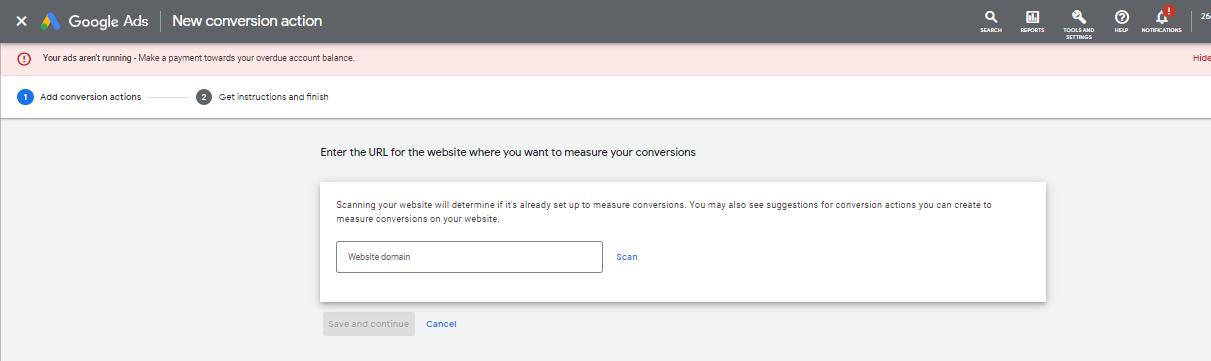 Google Ads New conversion action
SEARCH REPORTS TOOLS AND SETTINGS HELP NOTIFICATIONS
!
Your ads aren't running - Make a payment towards your overdue account balance.
Hide
1 Add conversion actions 2 Get instructions and finish
Enter the URL for the website where you want to measure your conversions
Scanning your website will determine if it's already set up to measure conversions. You may also see suggestions for conversion actions you can create to
measure conversions on your website.
Website domain Scan
Save and continue Cancel